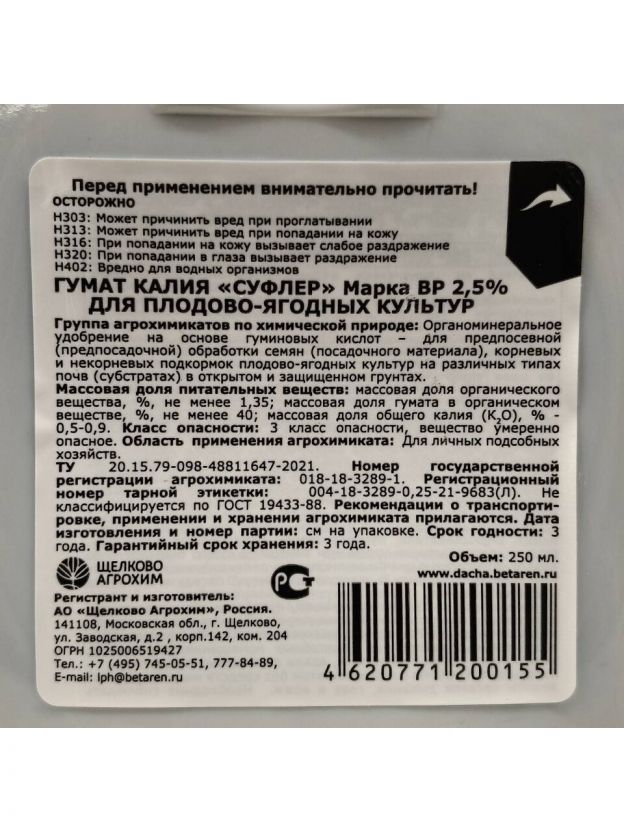 Перед применением внимательно прочитать!
ОСТОРОЖНО
H303: Может причинить вред при проглатывании
H313: Может причинить вред при попадании на кожу
H316: При попадании на кожу вызывает слабое раздражение
H320: При попадании в глаза вызывает раздражение
H402: Вредно для водных организмов
ГУМАТ КАЛИЯ «СУФЛЕР» Марка ВР 2,5%
ДЛЯ ПЛОДОВО-ЯГОДНЫХ КУЛЬТУР
Группа агрохимикатов по химической природе: Органоминеральное
удобрение на основе гуминовых кислот – для предпосевной
(предпосадочной) обработки семян (посадочного материала), корневых
и некорневых подкормок плодово-ягодных культур на различных типах
почв (субстратах) в открытом и защищенном грунтах.
Массовая доля питательных веществ: массовая доля органического
вещества, %, не менее 1,35; массовая доля гумата в органическом
веществе, %, не менее 40; массовая доля общего калия (K₂O), % -
0,5-0,9. Класс опасности: 3 класс опасности, вещество умеренно
опасное. Область применения агрохимиката: Для личных подсобных
хозяйств.
ТУ 20.15.79-098-48811647-2021. Номер государственной
регистрации агрохимиката: 018-18-3289-1. Регистрационный
номер тарной этикетки: 004-18-3289-0,25-21-9683(Л). Не
классифицируется по ГОСТ 19433-88. Рекомендации о транспорти-
ровке, применении и хранении агрохимиката прилагаются. Дата
изготовления и номер партии: см на упаковке. Срок годности: 3
года. Гарантийный срок хранения: 3 года.
Объем: 250 мл.
ЩЕЛКОВО
АГРОХИМ
РСТ
www.dacha.betaren.ru
Регистрант и изготовитель:
АО «Щелково Агрохим», Россия.
141108, Московская обл., г. Щелково,
ул. Заводская, д.2 , корп.142, ком. 204
ОГРН 1025006519427
Тел.: +7 (495) 745-05-51, 777-84-89,
E-mail: iph@betaren.ru
4 620771 200155